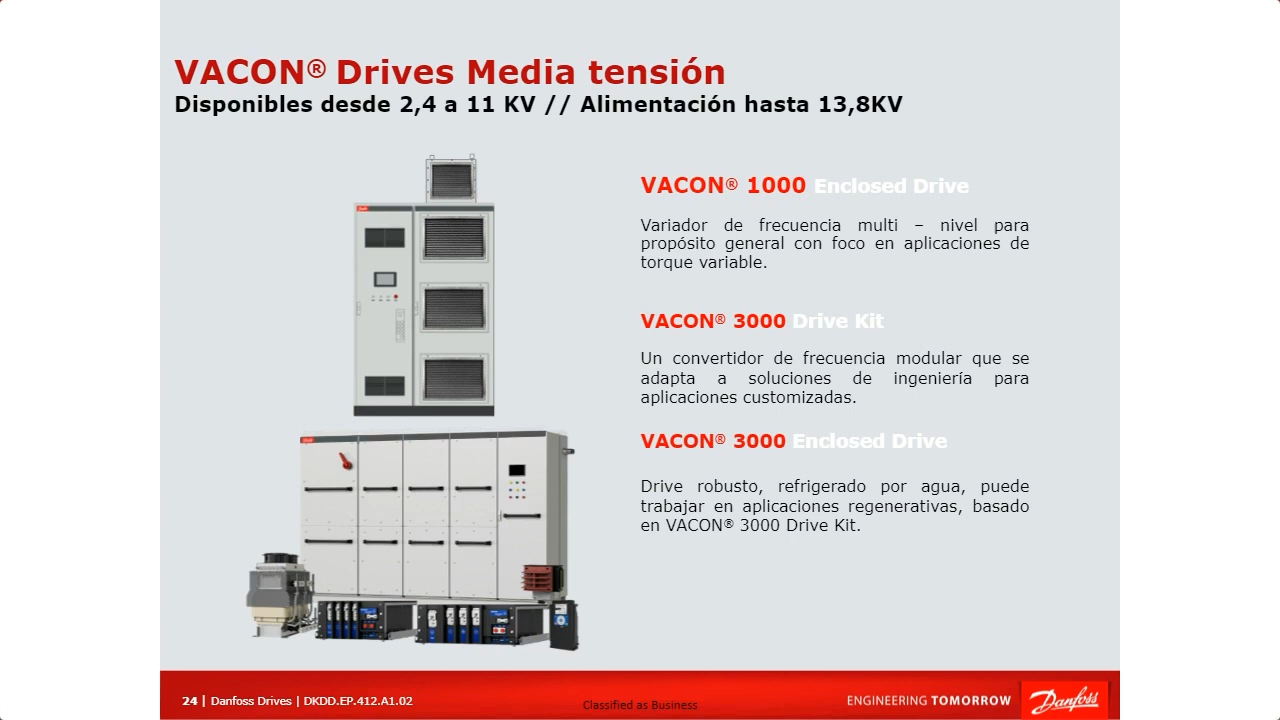 VACON® Drives Media tensión
Disponibles desde 2,4 a 11 KV // Alimentación hasta 13,8KV
VACON® 1000 Enclosed Drive
Variador de frecuencia multi – nivel para
propósito general con foco en aplicaciones de
torque variable.
VACON® 3000 Drive Kit
Un convertidor de frecuencia modular que se
adapta a soluciones de ingeniería para
aplicaciones customizadas.
VACON® 3000 Enclosed Drive
Drive robusto, refrigerado por agua, puede
trabajar en aplicaciones regenerativas, basado
en VACON® 3000 Drive Kit.
24 | Danfoss Drives | DKDD.EP.412.A1.02
Classified as Business
ENGINEERING TOMORROW
Danfoss